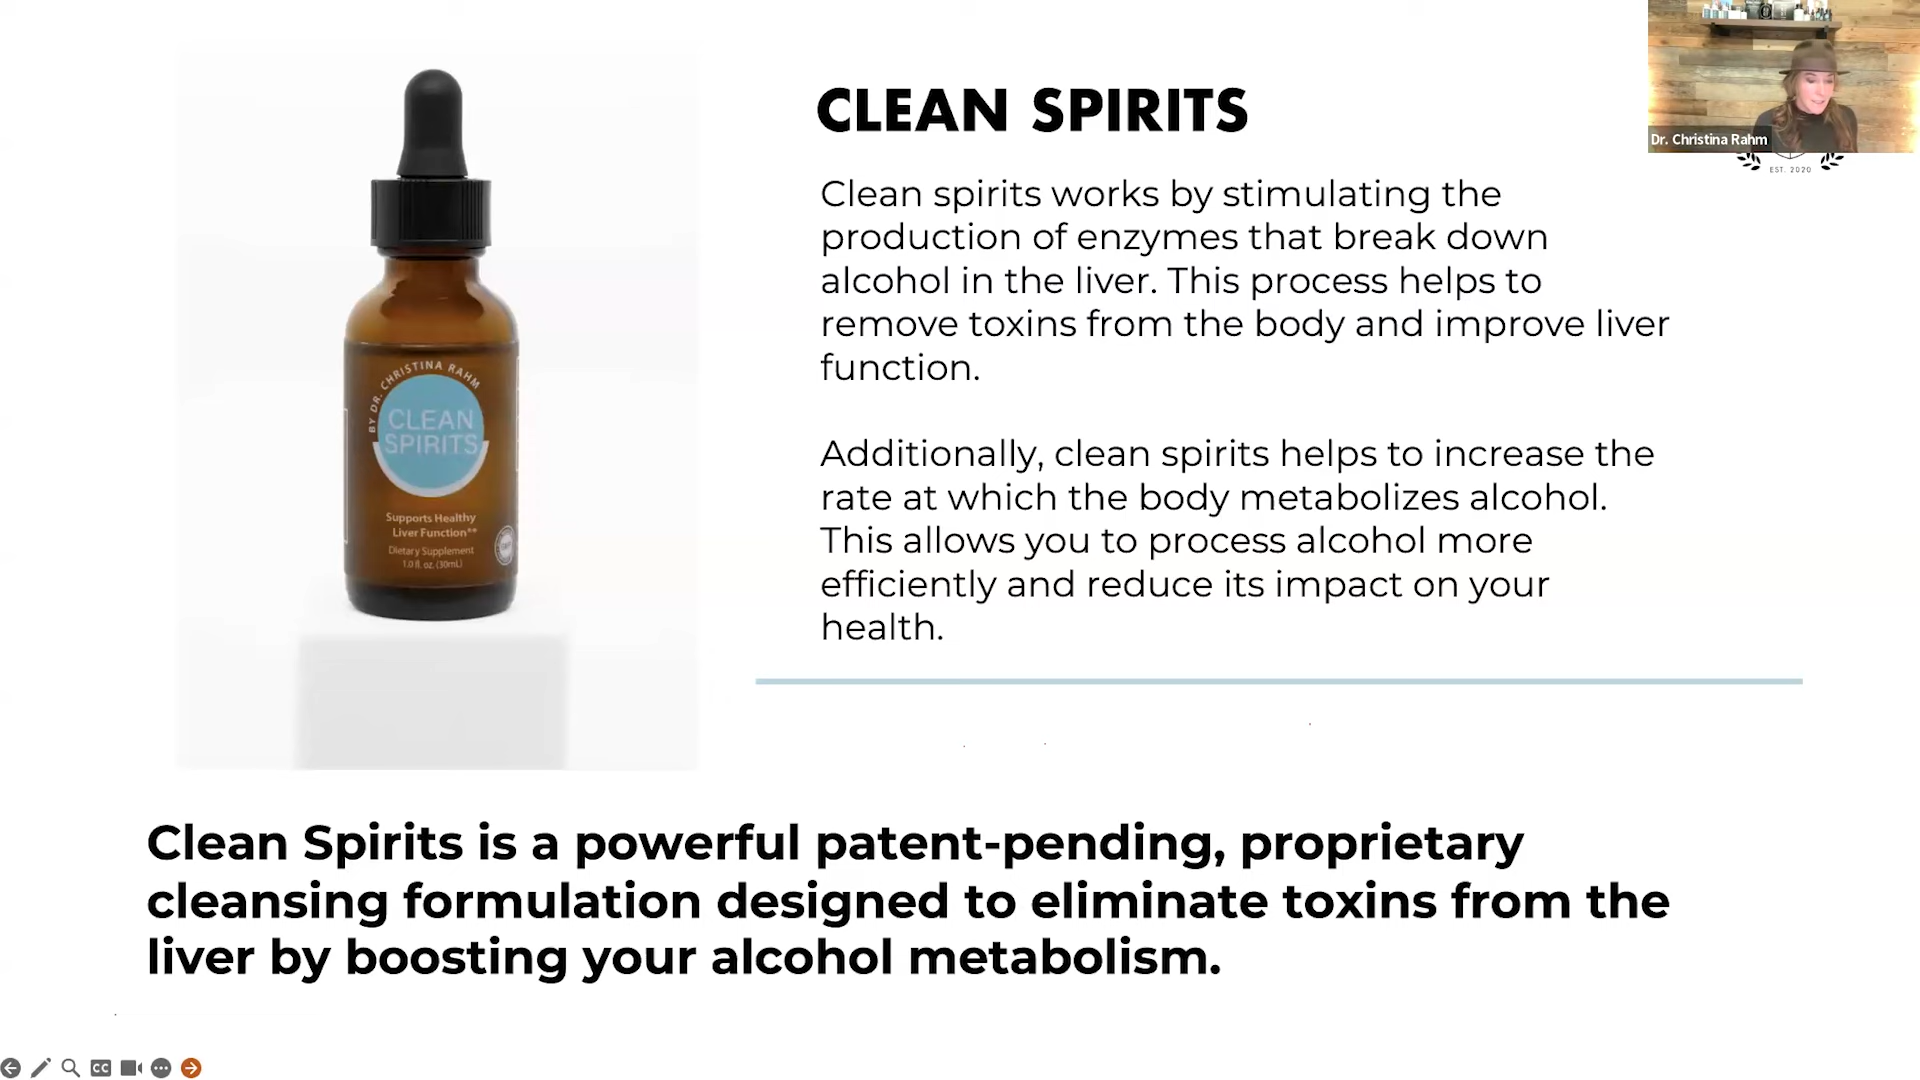 CLEAN SPIRITS
Clean spirits works by stimulating the
production of enzymes that break down
alcohol in the liver. This process helps to
remove toxins from the body and improve liver
function.
Additionally, clean spirits helps to increase the
rate at which the body metabolizes alcohol.
This allows you to process alcohol more
efficiently and reduce its impact on your
health.
Dr. Christina Rahm
EST. 2020
BY DR. CHRISTINA RAHM
CLEAN
SPIRITS
Supports Healthy
Liver Function**
Dietary Supplement
1.0 fl. oz. (30mL)
Clean Spirits is a powerful patent-pending, proprietary
cleansing formulation designed to eliminate toxins from the
liver by boosting your alcohol metabolism.
CC